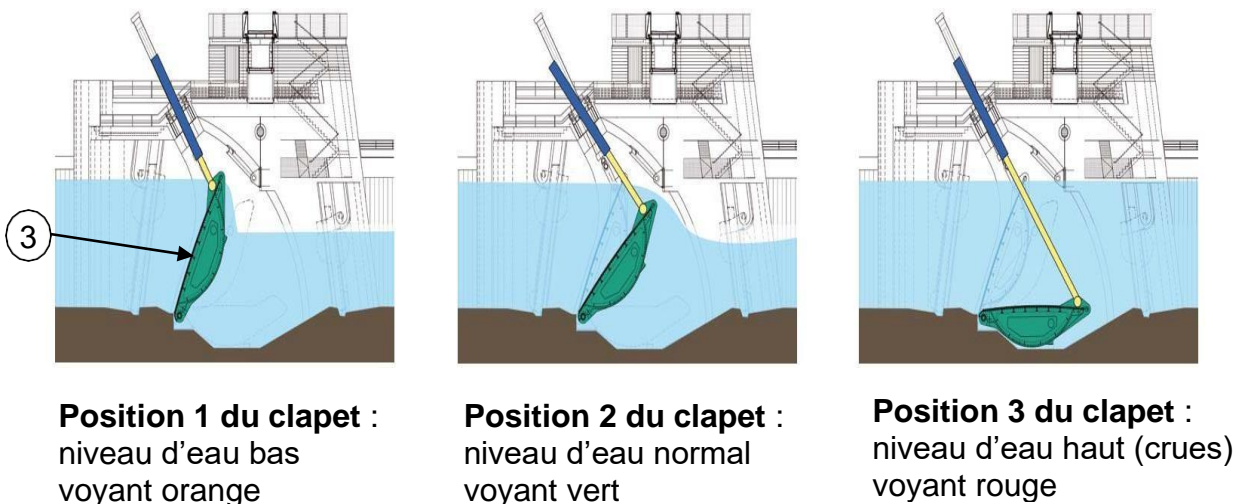 3
Position 1 du clapet :
niveau d'eau bas
voyant orange
Position 2 du clapet :
niveau d'eau normal
voyant vert
Position 3 du clapet :
niveau d'eau haut (crues)
voyant rouge